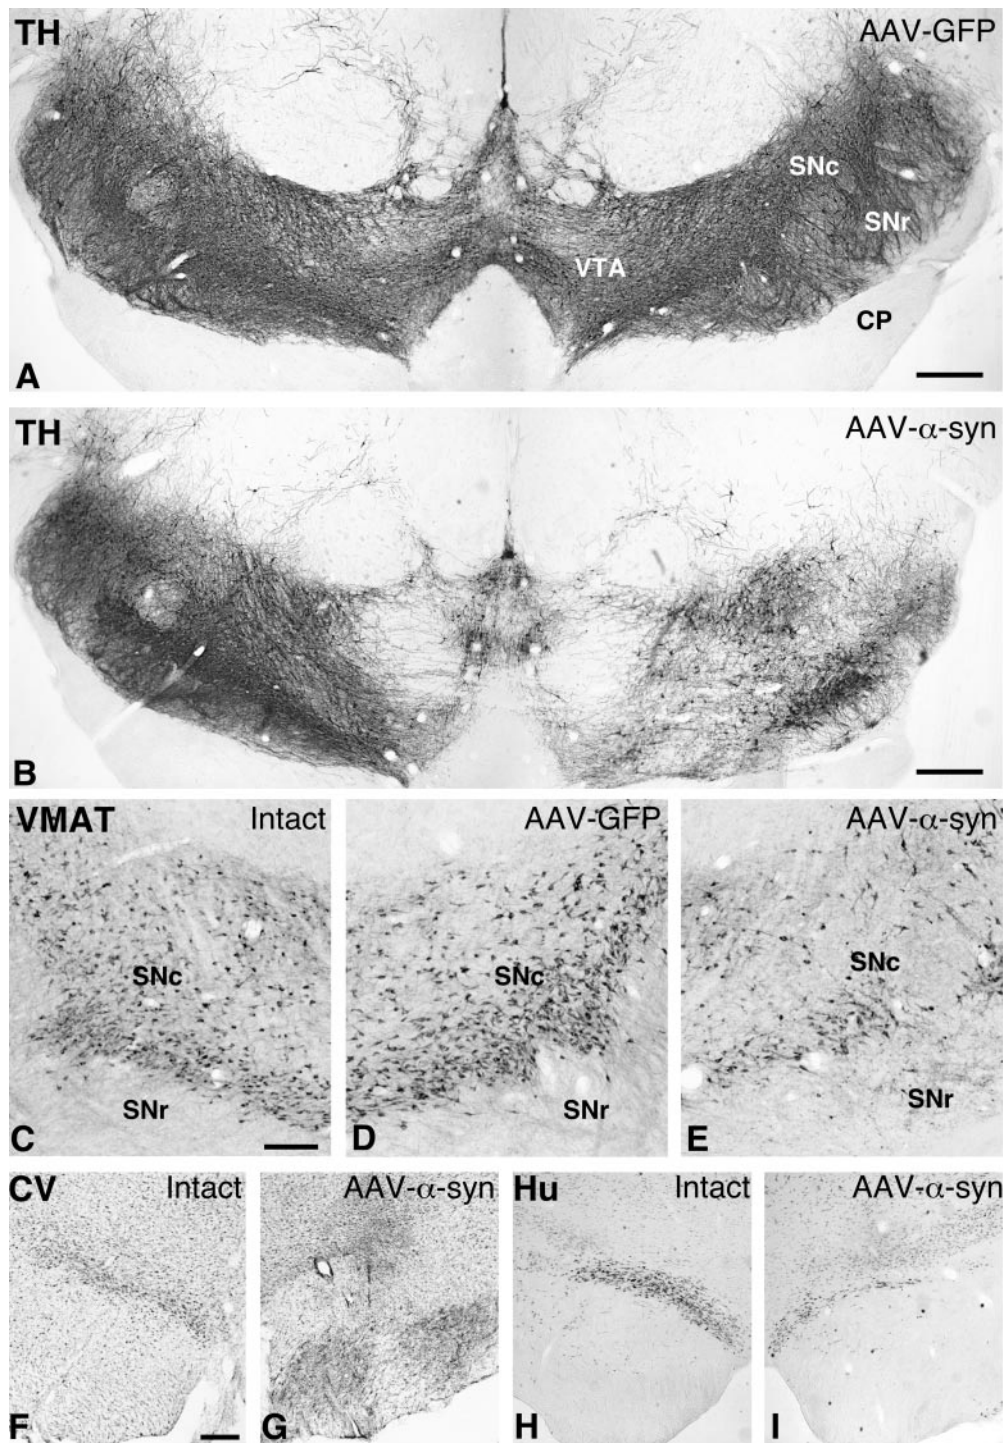 TH AAV-GFP
SNc
SNr
VTA
CP
A
TH AAV-α-syn
B
VMAT Intact AAV-GFP AAV-α-syn
SNc SNc SNc
SNr SNr SNr
C D E
CV Intact AAV-α-syn Hu Intact AAV-α-syn
F G H I